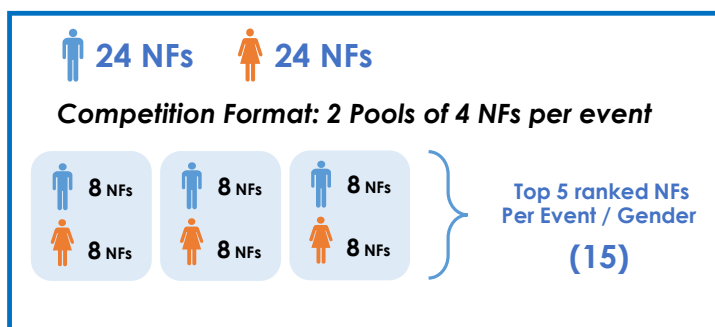 24 NFs 24 NFs
Competition Format: 2 Pools of 4 NFs per event
8 NFs 8 NFs 8 NFs
8 NFs 8 NFs 8 NFs
Top 5 ranked NFs
Per Event / Gender
(15)